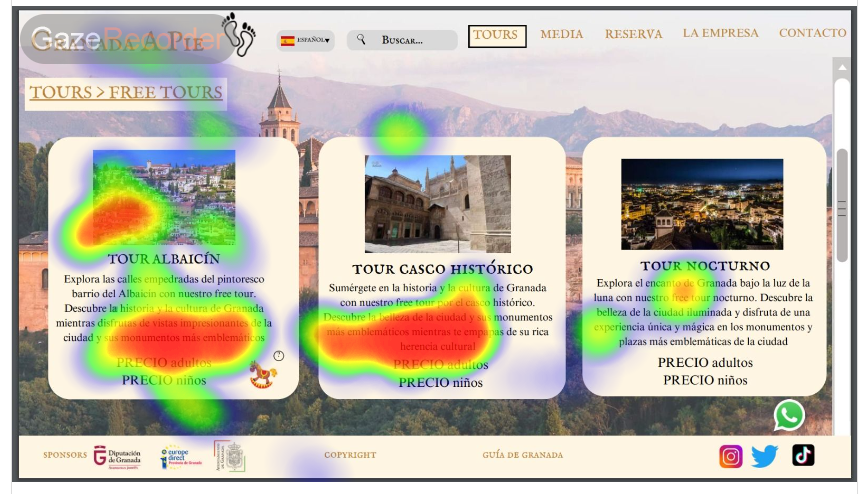 GazeRecorder
GRANADA A PIE
ESPAÑOL
BUSCAR...
TOURS
MEDIA
RESERVA
LA EMPRESA
CONTACTO
TOURS > FREE TOURS
TOUR ALBAICÍN
Explora las calles empedradas del pintoresco
barrio del Albaicín con nuestro free tour.
Descubre la historia y la cultura de Granada
mientras disfrutas de vistas impresionantes de la
ciudad y sus monumentos más emblemáticos
PRECIO adultos
PRECIO niños
?
TOUR CASCO HISTÓRICO
Sumérgete en la historia y la cultura de Granada
con nuestro free tour por el casco histórico.
Descubre la belleza de la ciudad y sus monumentos
más emblemáticos mientras te empapas de su rica
herencia cultural
PRECIO adultos
PRECIO niños
TOUR NOCTURNO
Explora el encanto de Granada bajo la luz de la
luna con nuestro free tour nocturno. Descubre la
belleza de la ciudad iluminada y disfruta de una
experiencia única y mágica en los monumentos y
plazas más emblemáticas de la ciudad
PRECIO adultos
PRECIO niños
SPONSORS
Diputación
de Granada
europe
direct
Provincia de Granada
COPYRIGHT
GUÍA DE GRANADA